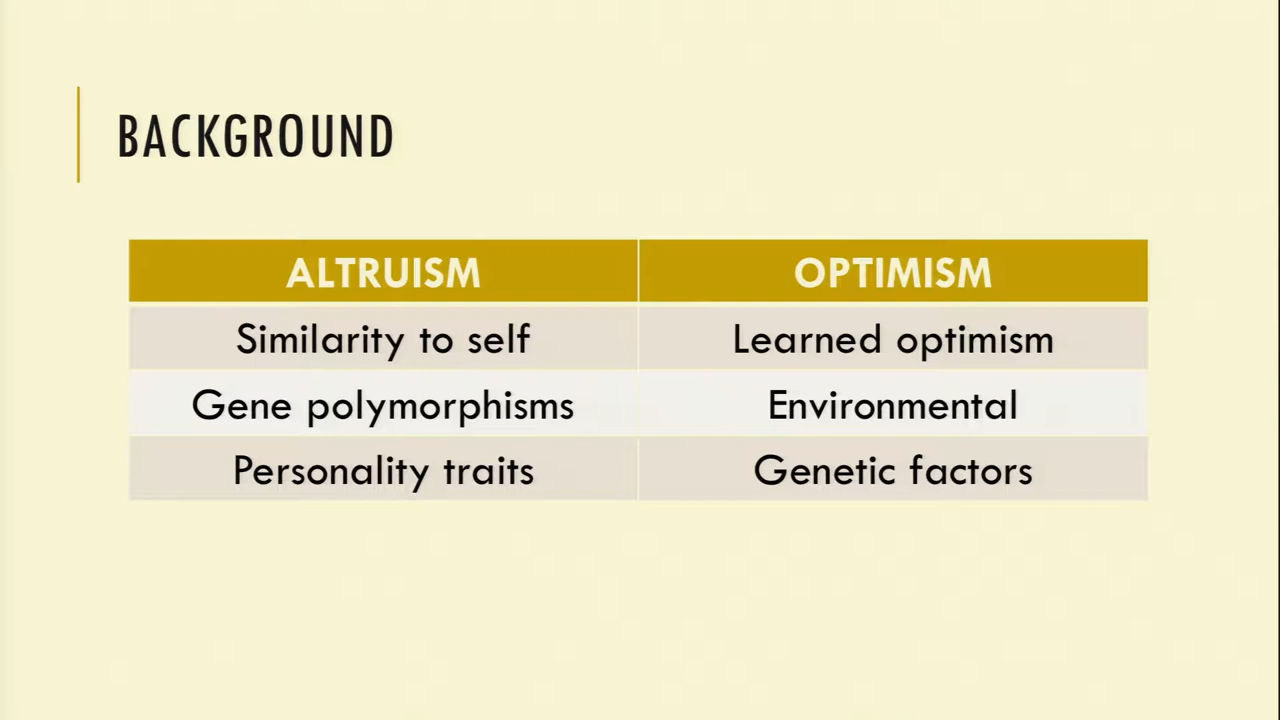 BACKGROUND
ALTRUISM OPTIMISM
Similarity to self Learned optimism
Gene polymorphisms Environmental
Personality traits Genetic factors